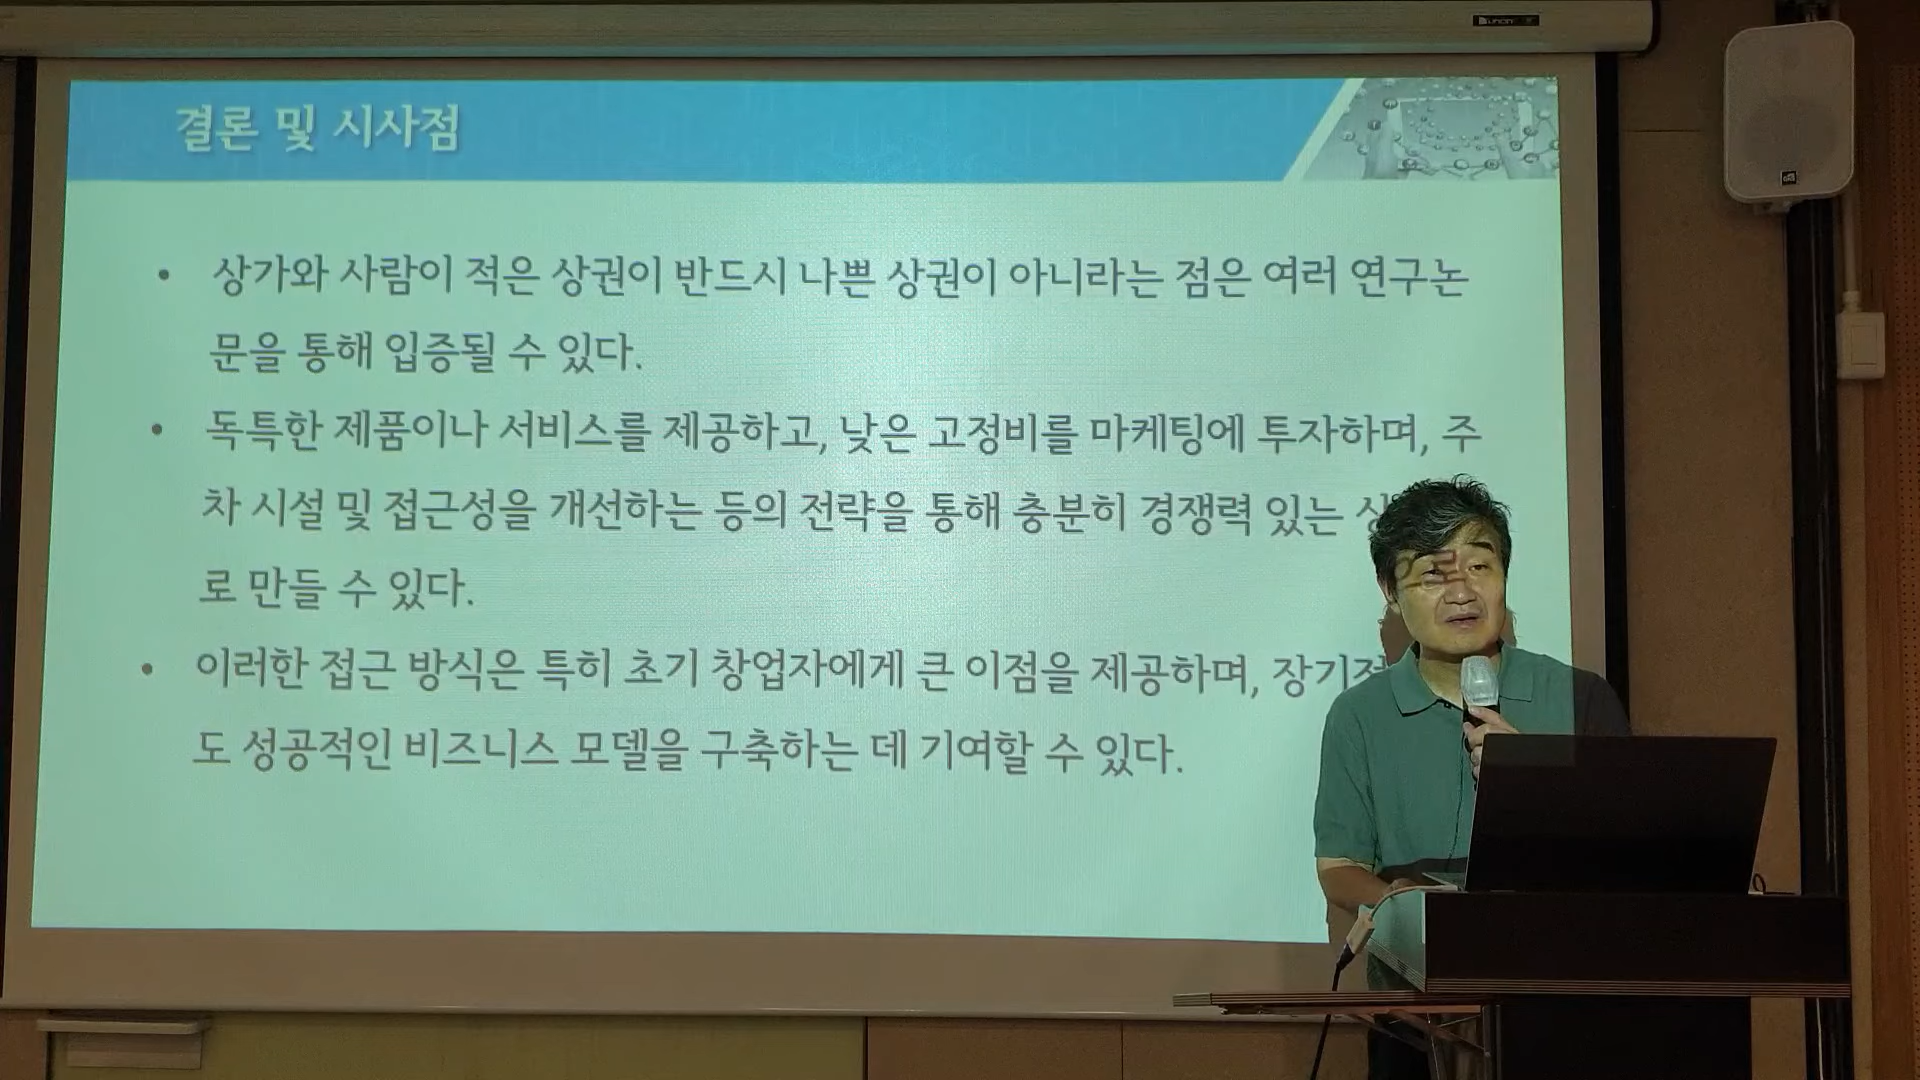 결론 및 시사점
• 상가와 사람이 적은 상권이 반드시 나쁜 상권이 아니라는 점은 여러 연구논
문을 통해 입증될 수 있다.
• 독특한 제품이나 서비스를 제공하고, 낮은 고정비를 마케팅에 투자하며, 주
차 시설 및 접근성을 개선하는 등의 전략을 통해 충분히 경쟁력 있는
로 만들 수 있다.
• 이러한 접근 방식은 특히 초기 창업자에게 큰 이점을 제공하며,
도 성공적인 비즈니스 모델을 구축하는 데 기여할 수 있다.